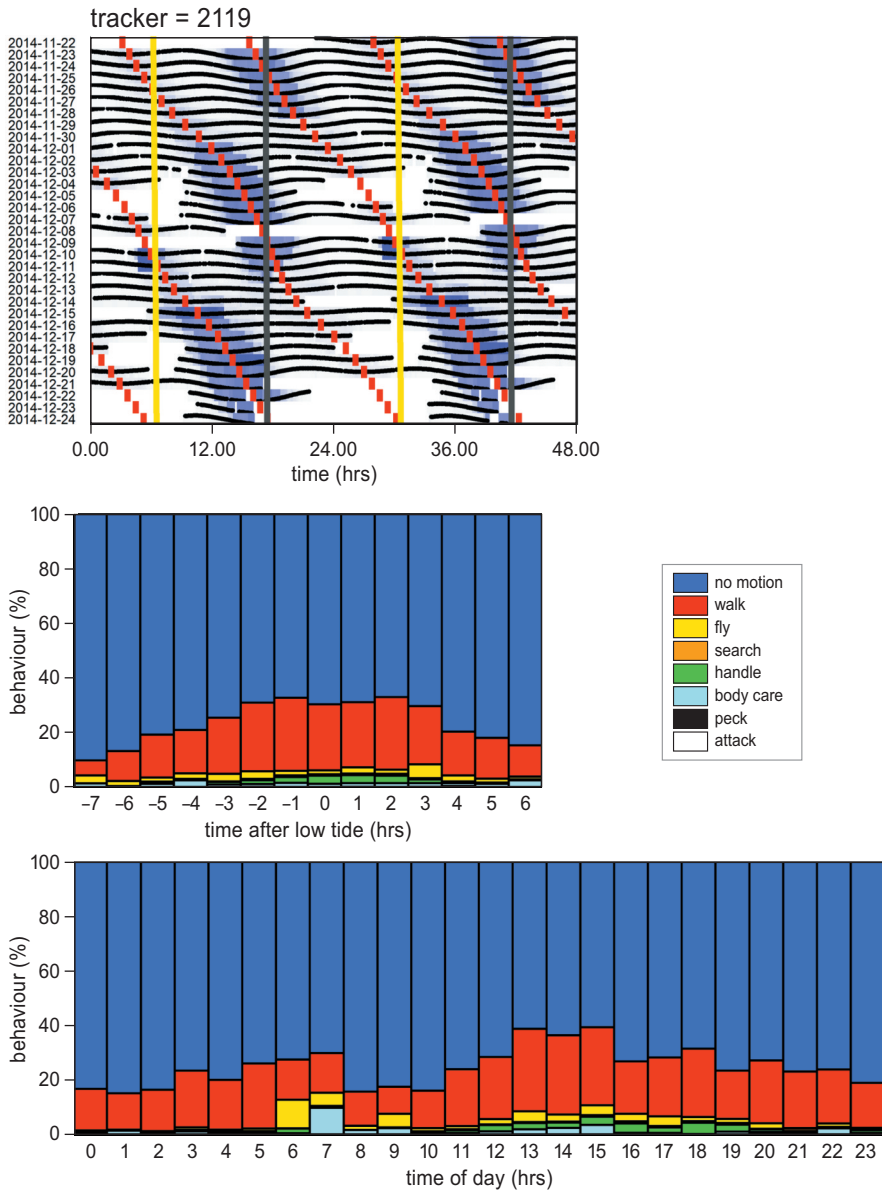 tracker = 2119
2014-11-22
2014-11-23
2014-11-24
2014-11-25
2014-11-26
2014-11-27
2014-11-28
2014-11-29
2014-11-30
2014-12-01
2014-12-02
2014-12-03
2014-12-04
2014-12-05
2014-12-06
2014-12-07
2014-12-08
2014-12-09
2014-12-10
2014-12-11
2014-12-12
2014-12-13
2014-12-14
2014-12-15
2014-12-16
2014-12-17
2014-12-18
2014-12-19
2014-12-20
2014-12-21
2014-12-22
2014-12-23
2014-12-24
0.00 12.00 24.00 36.00 48.00
time (hrs)
behaviour (%)
100
80
60
40
20
0
–7 –6 –5 –4 –3 –2 –1 0 1 2 3 4 5 6
time after low tide (hrs)
no motion
walk
fly
search
handle
body care
peck
attack
behaviour (%)
100
80
60
40
20
0
0 1 2 3 4 5 6 7 8 9 10 11 12 13 14 15 16 17 18 19 20 21 22 23
time of day (hrs)